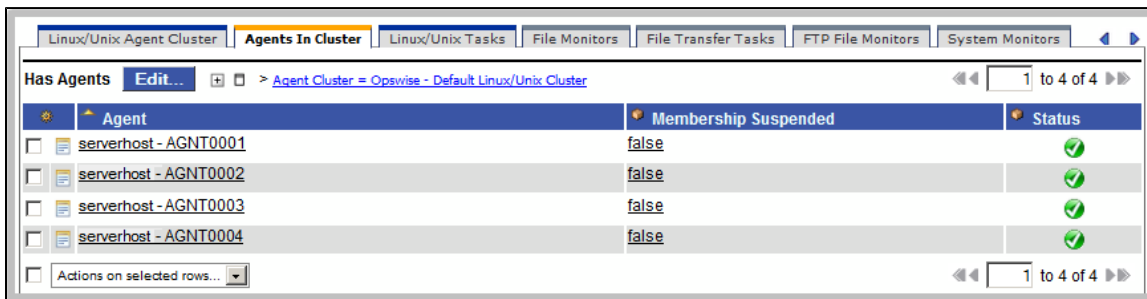 Linux/Unix Agent Cluster Agents In Cluster Linux/Unix Tasks File Monitors File Transfer Tasks FTP File Monitors System Monitors
Has Agents Edit... > Agent Cluster = Opswise - Default Linux/Unix Cluster 1 to 4 of 4
Agent Membership Suspended Status
serverhost - AGNT0001 false
serverhost - AGNT0002 false
serverhost - AGNT0003 false
serverhost - AGNT0004 false
Actions on selected rows... 1 to 4 of 4